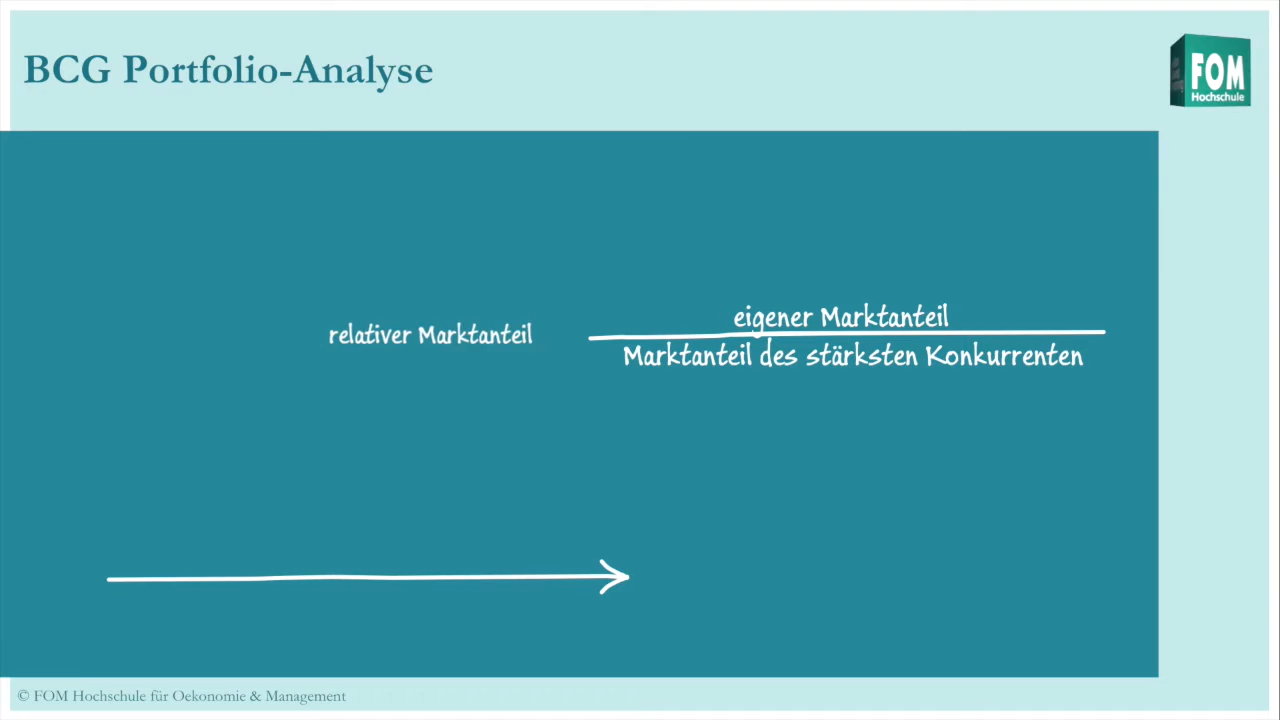 BCG Portfolio-Analyse
FOM
Hochschule
eigener Marktanteil
relativer Marktanteil
Marktanteil des stärksten Konkurrenten
© FOM Hochschule für Oekonomie & Management